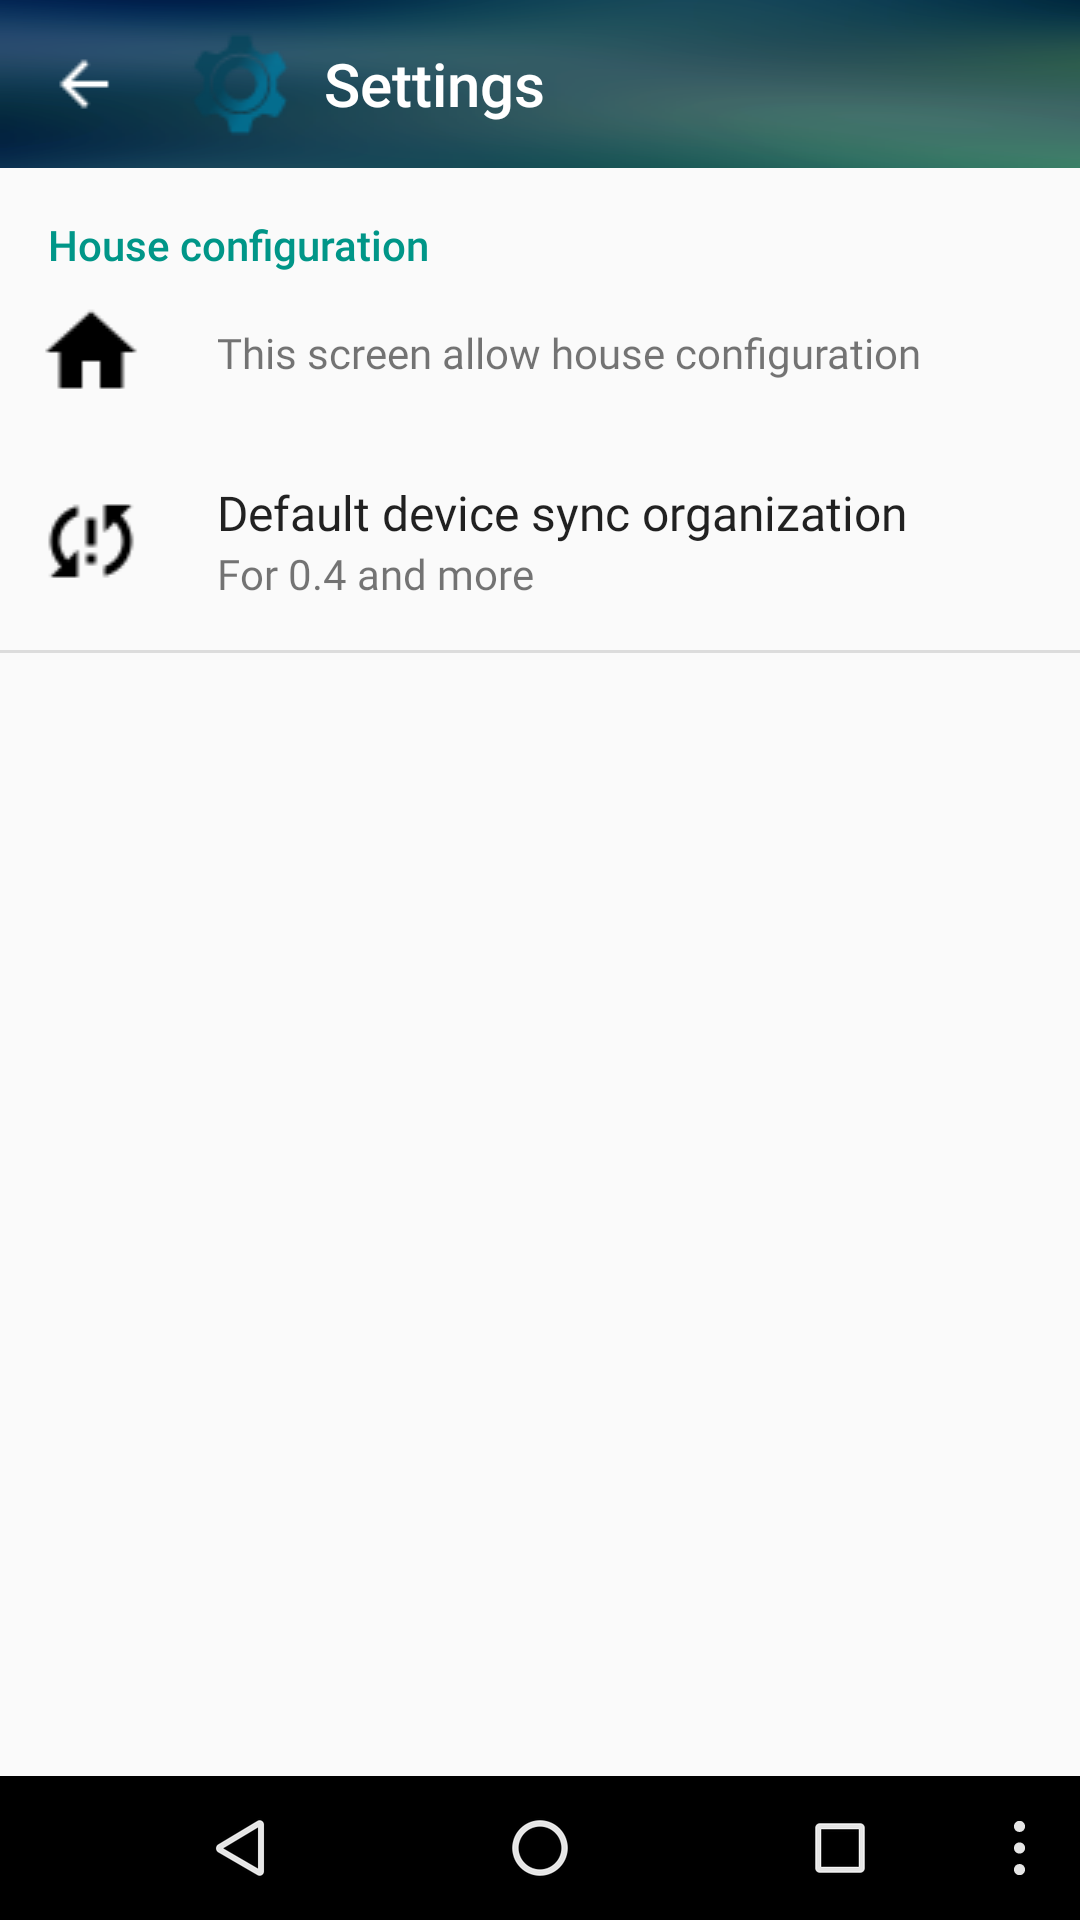 Settings
House configuration
This screen allow house configuration
Default device sync organization
For 0.4 and more